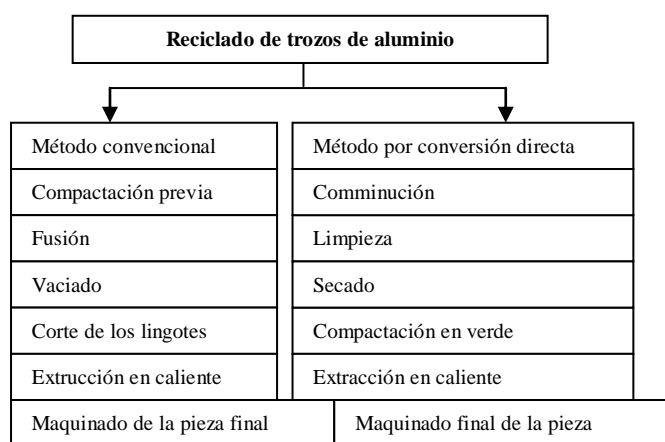 Reciclado de trozos de aluminio
Método convencional
Método por conversión directa
Compactación previa
Comminución
Fusión
Limpieza
Vaciado
Secado
Corte de los lingotes
Compactación en verde
Extrucción en caliente
Extracción en caliente
Maquinado de la pieza final
Maquinado final de la pieza